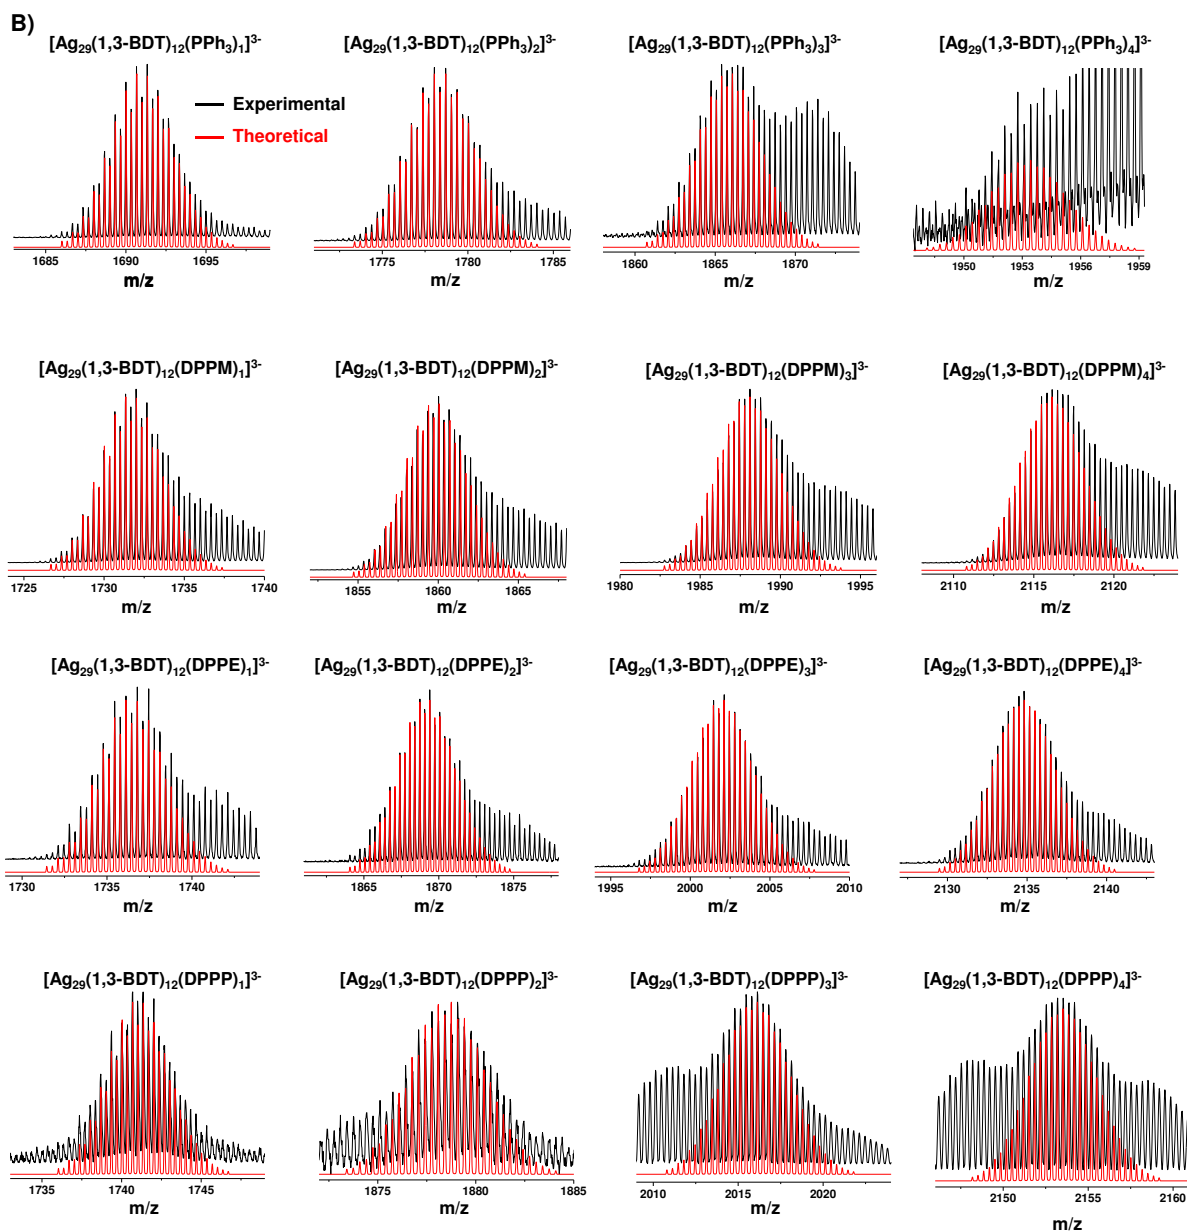 B)
[Ag₂₉(1,3-BDT)₁₂(PPh₃)₁]³⁻
[Ag₂₉(1,3-BDT)₁₂(PPh₃)₂]³⁻
[Ag₂₉(1,3-BDT)₁₂(PPh₃)₃]³⁻
[Ag₂₉(1,3-BDT)₁₂(PPh₃)₄]³⁻
Experimental
Theoretical
1685 1690 1695
1775 1780 1785
1860 1865 1870
1950 1953 1956 1959
m/z
m/z
m/z
m/z
[Ag₂₉(1,3-BDT)₁₂(DPPM)₁]³⁻
[Ag₂₉(1,3-BDT)₁₂(DPPM)₂]³⁻
[Ag₂₉(1,3-BDT)₁₂(DPPM)₃]³⁻
[Ag₂₉(1,3-BDT)₁₂(DPPM)₄]³⁻
1725 1730 1735 1740
1855 1860 1865
1980 1985 1990 1995
2110 2115 2120
m/z
m/z
m/z
m/z
[Ag₂₉(1,3-BDT)₁₂(DPPE)₁]³⁻
[Ag₂₉(1,3-BDT)₁₂(DPPE)₂]³⁻
[Ag₂₉(1,3-BDT)₁₂(DPPE)₃]³⁻
[Ag₂₉(1,3-BDT)₁₂(DPPE)₄]³⁻
1730 1735 1740
1865 1870 1875
1995 2000 2005 2010
2130 2135 2140
m/z
m/z
m/z
m/z
[Ag₂₉(1,3-BDT)₁₂(DPPP)₁]³⁻
[Ag₂₉(1,3-BDT)₁₂(DPPP)₂]³⁻
[Ag₂₉(1,3-BDT)₁₂(DPPP)₃]³⁻
[Ag₂₉(1,3-BDT)₁₂(DPPP)₄]³⁻
1735 1740 1745
1875 1880 1885
2010 2015 2020
2150 2155 2160
m/z
m/z
m/z
m/z